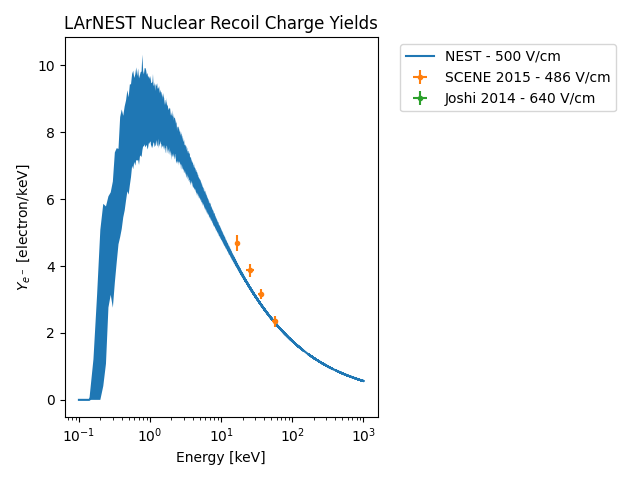 LArNEST Nuclear Recoil Charge Yields
NEST - 500 V/cm
SCENE 2015 - 486 V/cm
Joshi 2014 - 640 V/cm
10
8
6
4
2
0
Y_{e^-} [electron/keV]
10^{-1} 10^{0} 10^{1} 10^{2} 10^{3}
Energy [keV]